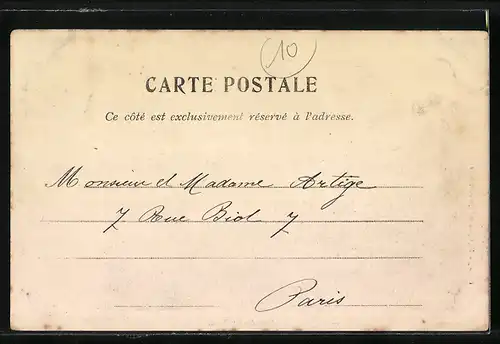 10
CARTE POSTALE
Ce côté est exclusivement réservé à l'adresse.
Monsieur et Madame Artige
7 Rue Biot 7
Paris